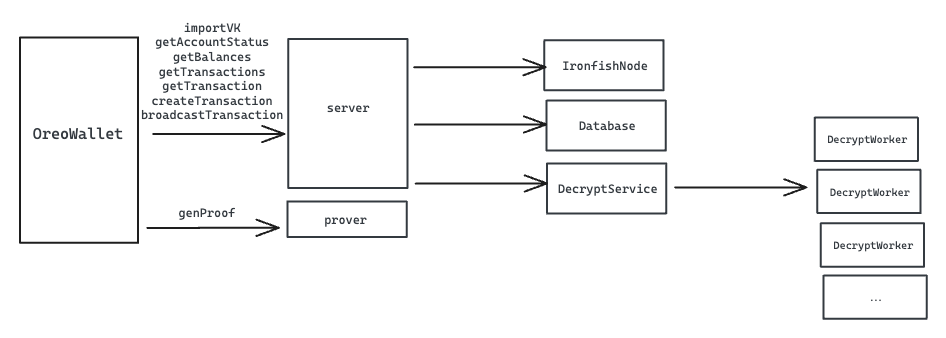 importVK
getAccountStatus
getBalances
getTransactions
getTransaction
createTransaction
broadcastTransaction
OreoWallet
genProof
server
prover
IronfishNode
Database
DecryptService
DecryptWorker
DecryptWorker
DecryptWorker
...